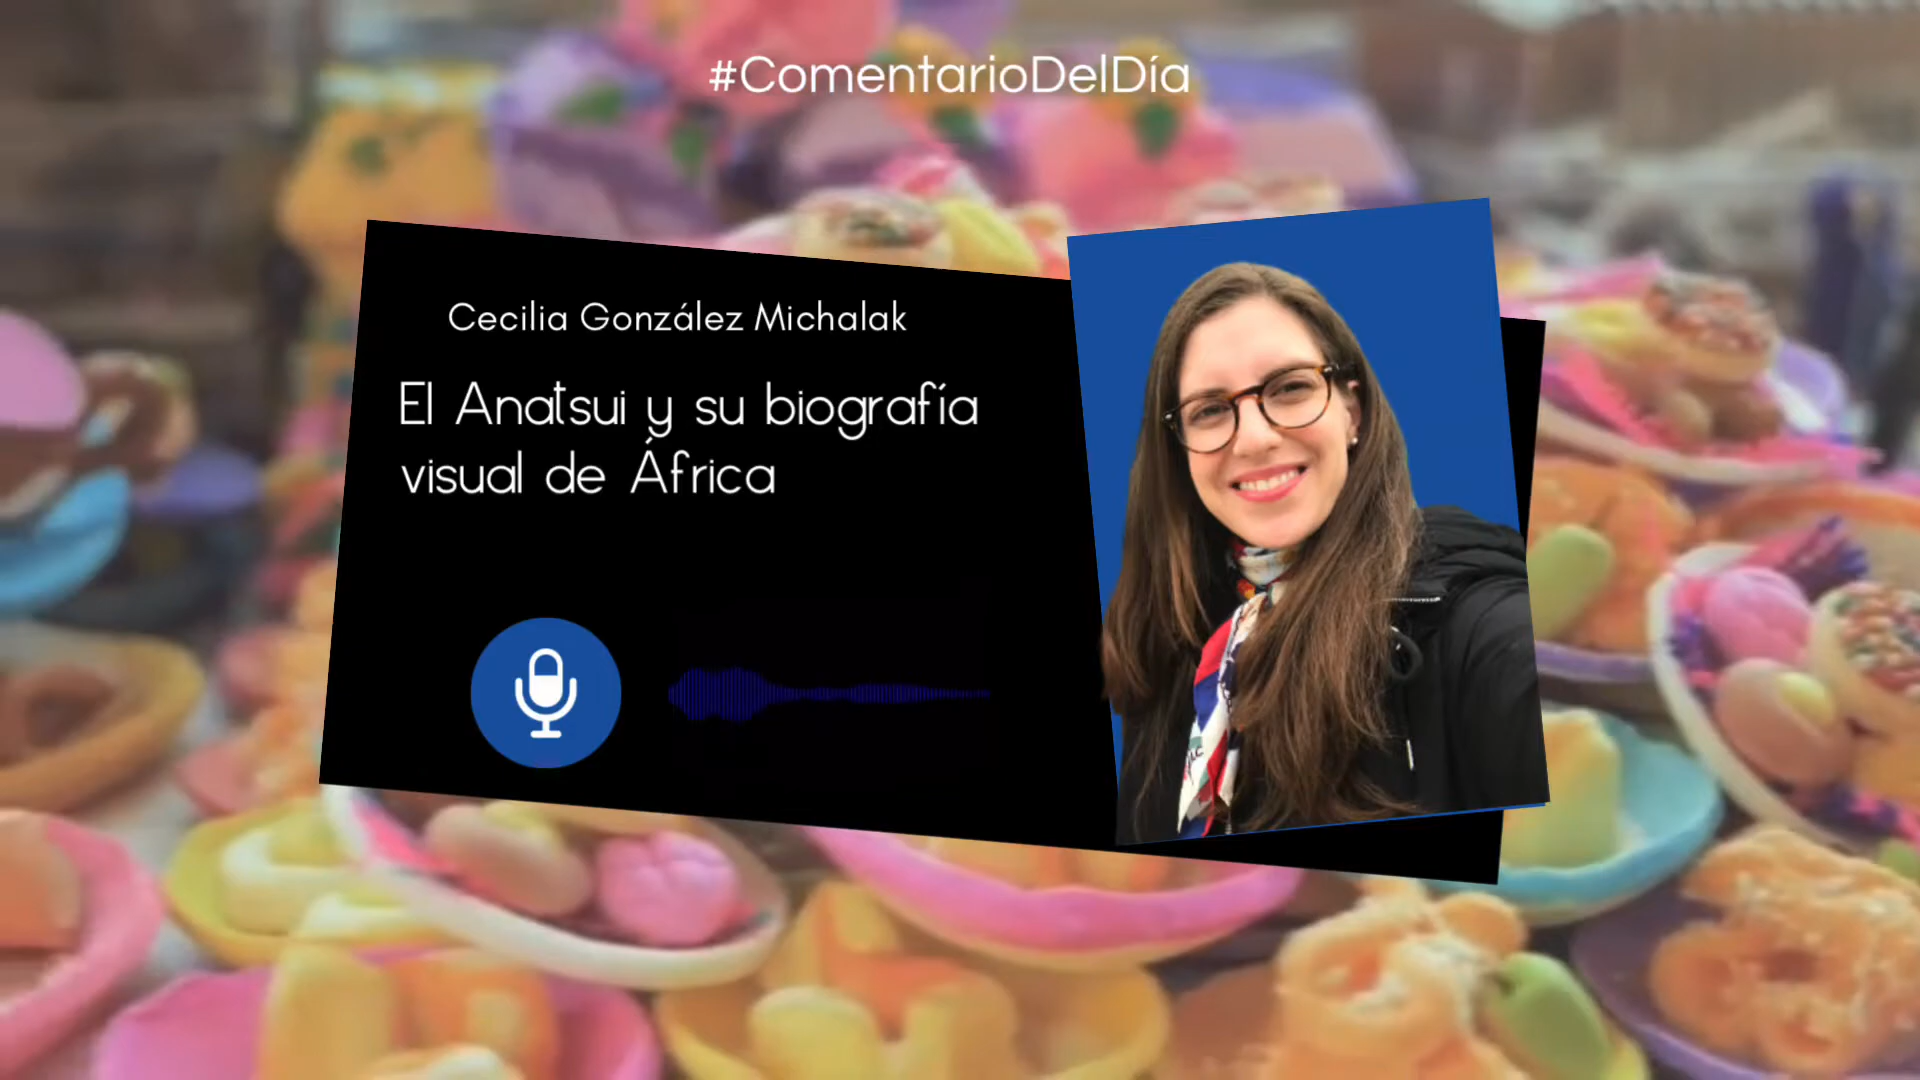 #ComentarioDelDía
Cecilia González Michalak
El Anatsui y su biografía
visual de África